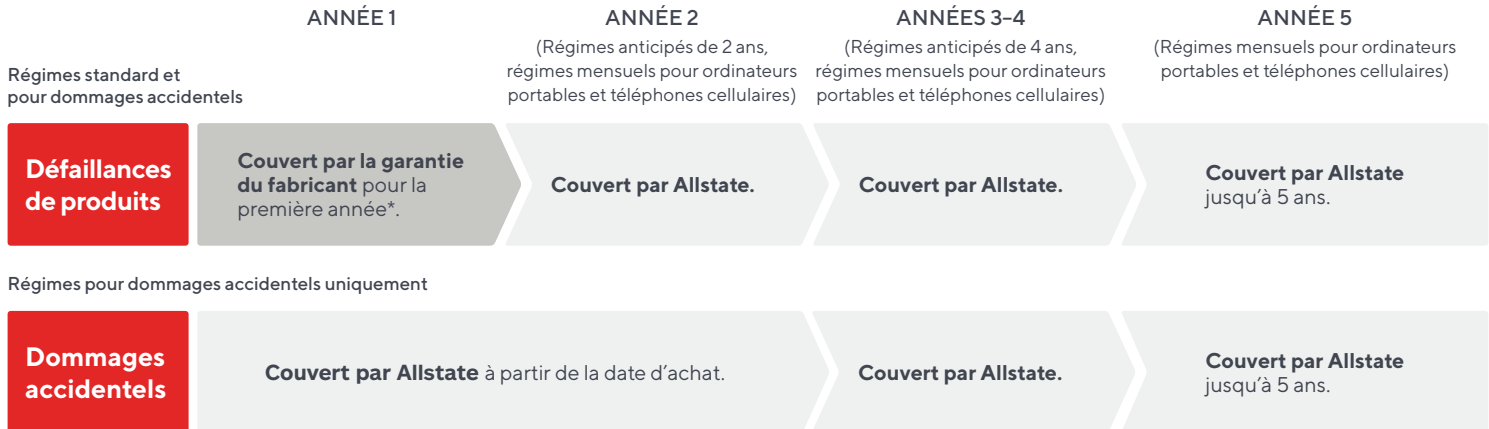 ANNÉE 1
ANNÉE 2
ANNÉES 3–4
ANNÉE 5
(Régimes anticipés de 2 ans,
régimes mensuels pour ordinateurs
portables et téléphones cellulaires)
(Régimes anticipés de 4 ans,
régimes mensuels pour ordinateurs
portables et téléphones cellulaires)
(Régimes mensuels pour ordinateurs
portables et téléphones cellulaires)
Régimes standard et
pour dommages accidentels
Défaillances
de produits
Couvert par la garantie
du fabricant pour la
première année*.
Couvert par Allstate.
Couvert par Allstate.
Couvert par Allstate
jusqu’à 5 ans.
Régimes pour dommages accidentels uniquement
Dommages
accidentels
Couvert par Allstate à partir de la date d’achat.
Couvert par Allstate.
Couvert par Allstate
jusqu’à 5 ans.